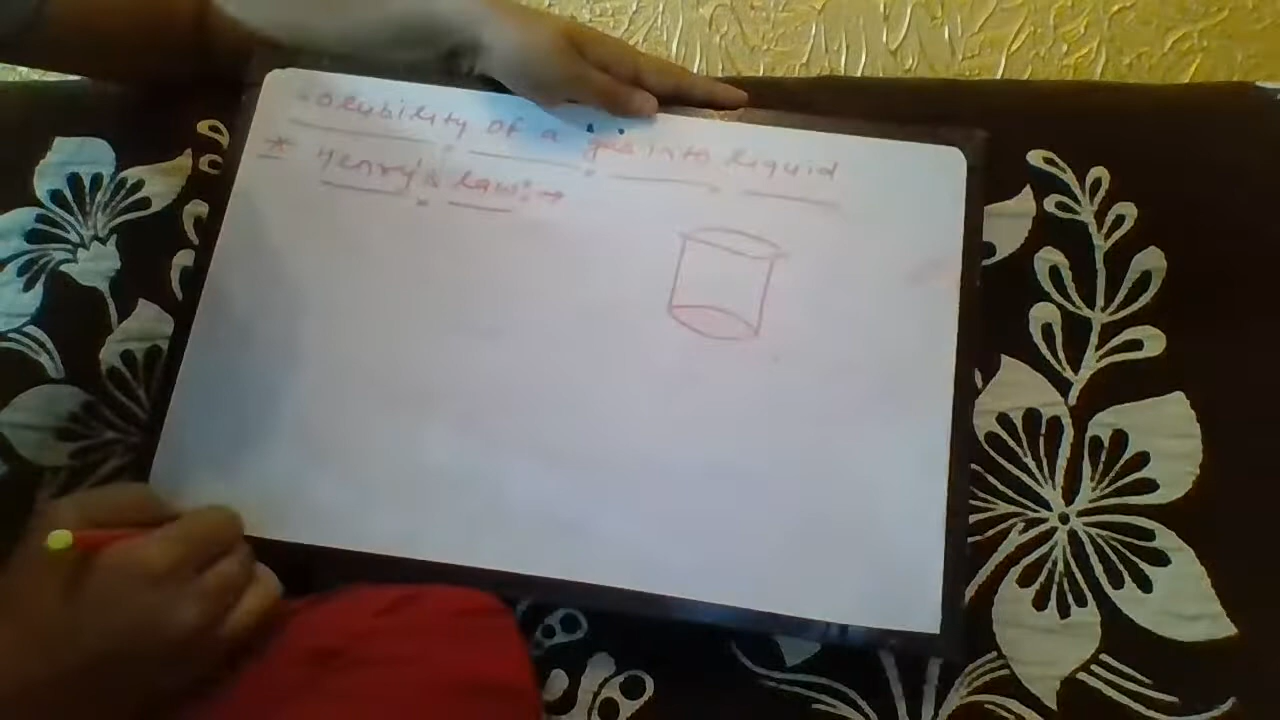 Solubility of a gas into liquid
* Henry's law:→